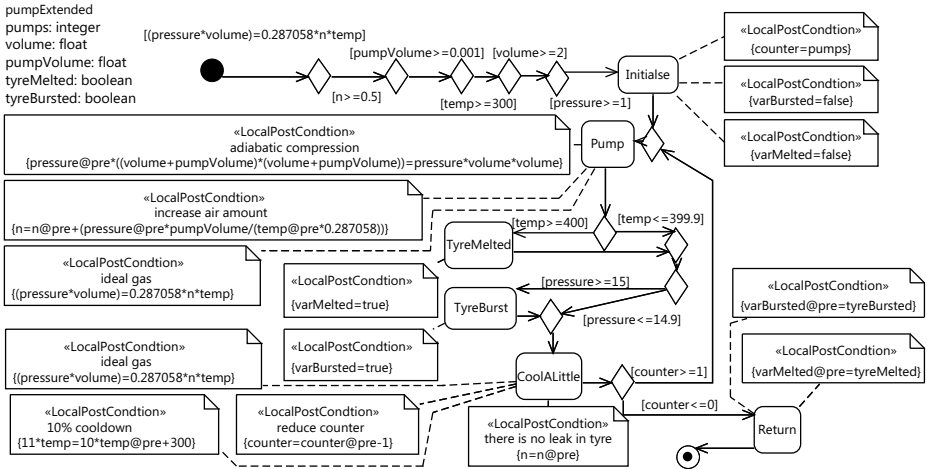 pumpExtended
pumps: integer
volume: float
pumpVolume: float
tyreMelted: boolean
tyreBursted: boolean
[(pressure*volume)=0.287058*n*temp]
[pumpVolume>=0.001]
[volume>=2]
[n>=0.5]
[temp>=300]
[pressure>=1]
Initialse
«LocalPostCondtion»
{counter=pumps}
«LocalPostCondtion»
{varBursted=false}
«LocalPostCondtion»
{varMelted=false}
«LocalPostCondtion»
adiabatic compression
{pressure@pre*((volume+pumpVolume)*(volume+pumpVolume))=pressure*volume*volume}
Pump
«LocalPostCondtion»
increase air amount
{n=n@pre+(pressure@pre*pumpVolume/(temp@pre*0.287058))}
[temp>=400]
[temp<=399.9]
TyreMelted
«LocalPostCondtion»
ideal gas
{(pressure*volume)=0.287058*n*temp}
«LocalPostCondtion»
{varMelted=true}
[pressure>=15]
TyreBurst
[pressure<=14.9]
«LocalPostCondtion»
{varBursted@pre=tyreBursted}
«LocalPostCondtion»
ideal gas
{(pressure*volume)=0.287058*n*temp}
«LocalPostCondtion»
{varBursted=true}
«LocalPostCondtion»
{varMelted@pre=tyreMelted}
CoolALittle
[counter>=1]
[counter<=0]
«LocalPostCondtion»
10% cooldown
{11*temp=10*temp@pre+300}
«LocalPostCondtion»
reduce counter
{counter=counter@pre-1}
«LocalPostCondtion»
there is no leak in tyre
{n=n@pre}
Return